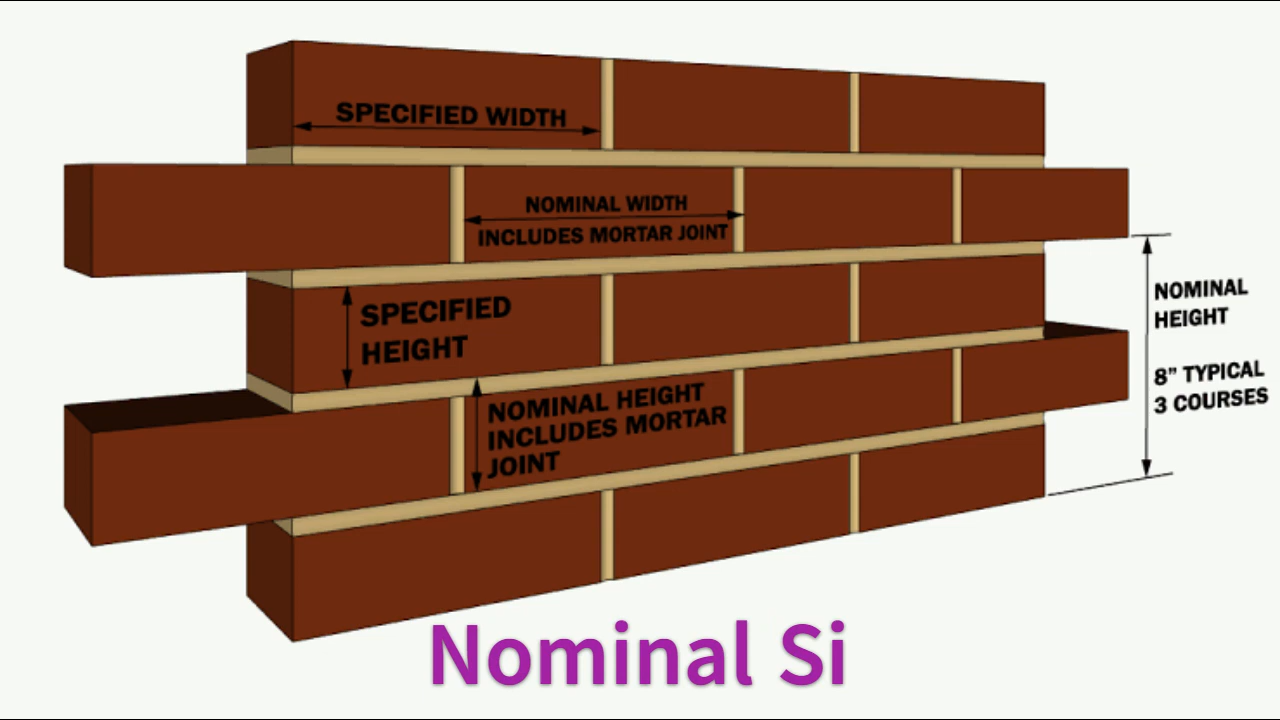 SPECIFIED WIDTH
NOMINAL WIDTH
INCLUDES MORTAR JOINT
SPECIFIED
HEIGHT
NOMINAL HEIGHT
INCLUDES MORTAR
JOINT
NOMINAL
HEIGHT
8” TYPICAL
3 COURSES
Nominal Si